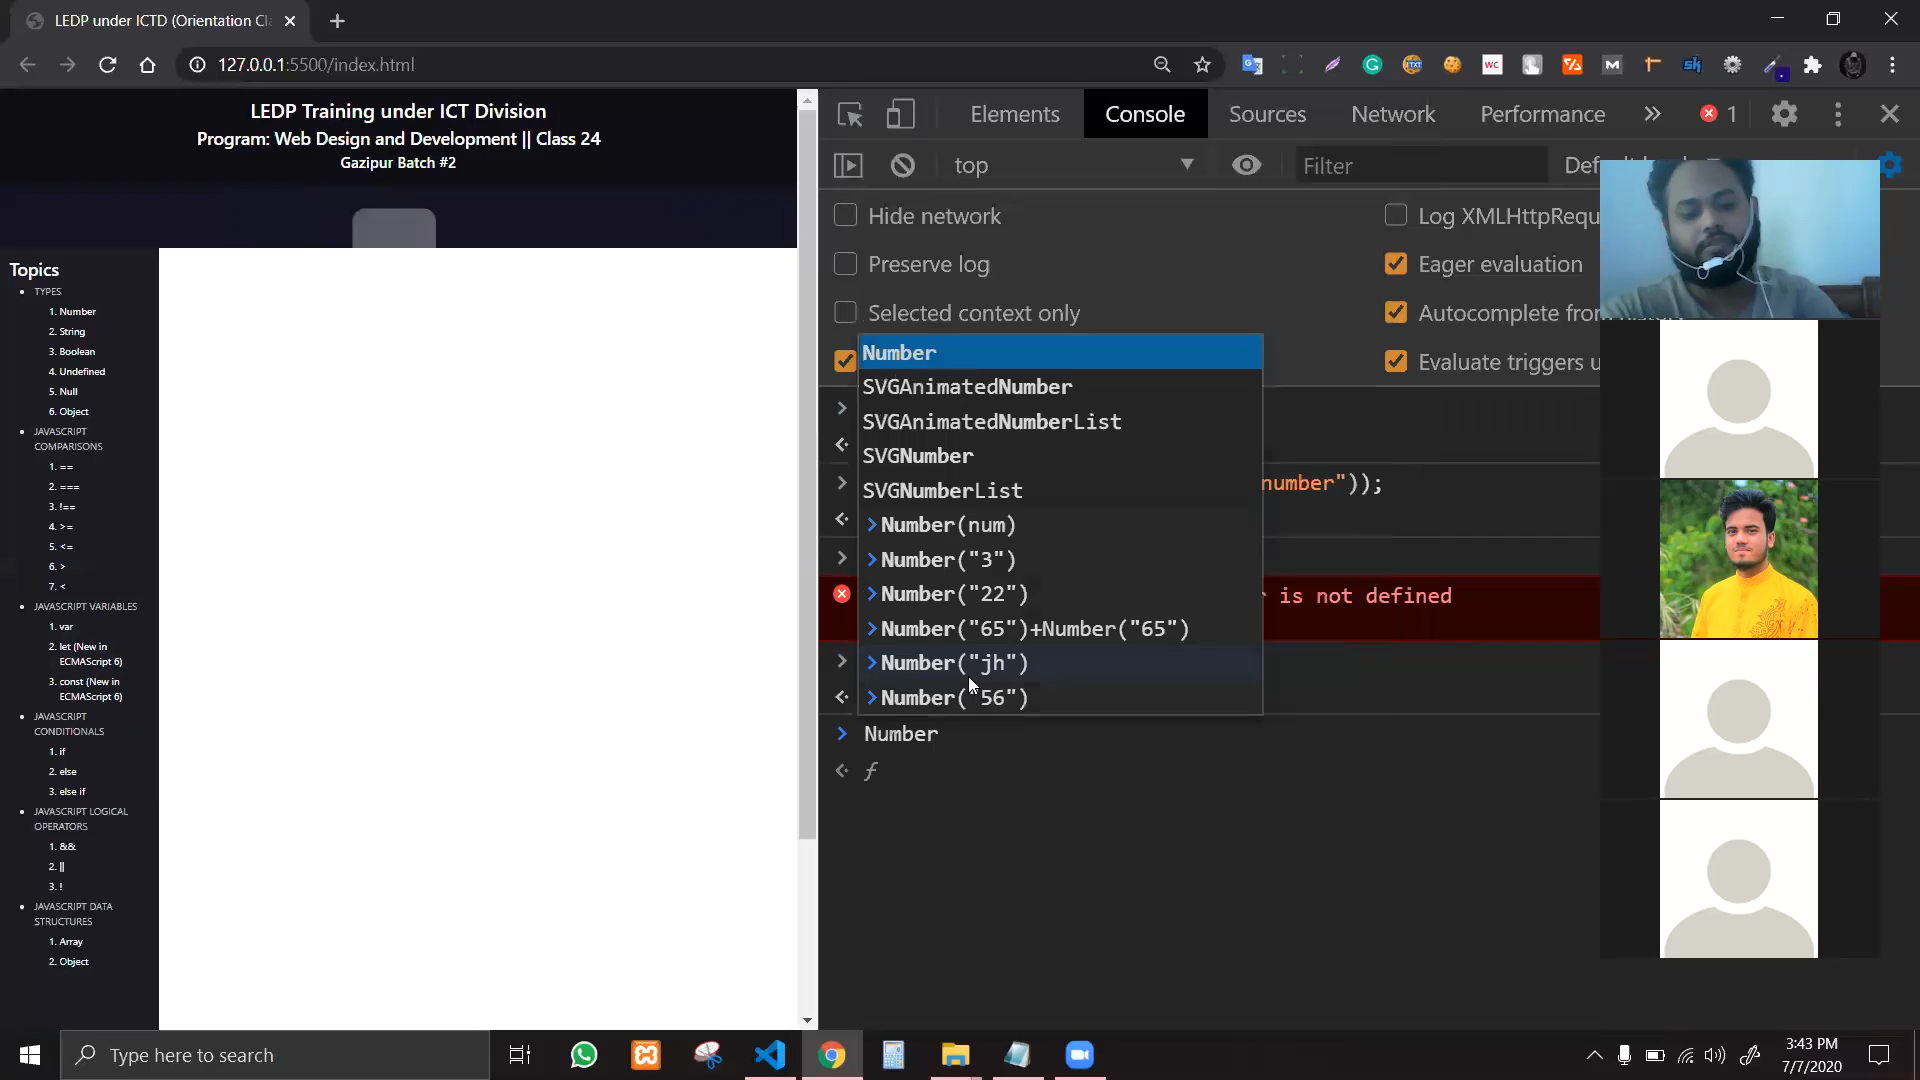 LEDP under ICTD (Orientation Cl
127.0.0.1:5500/index.html
WC
M
sk
LEDP Training under ICT Division
Program: Web Design and Development || Class 24
Gazipur Batch #2
Topics
TYPES
1. Number
2. String
3. Boolean
4. Undefined
5. Null
6. Object
JAVASCRIPT
COMPARISONS
1. ==
2. ===
3. !==
4. >=
5. <=
6. >
7. <
JAVASCRIPT VARIABLES
1. var
2. let (New in
ECMAScript 6)
3. const (New in
ECMAScript 6)
JAVASCRIPT
CONDITIONALS
1. if
2. else
3. else if
JAVASCRIPT LOGICAL
OPERATORS
1. &&
2. ||
3. !
JAVASCRIPT DATA
STRUCTURES
1. Array
2. Object
Elements
Console
Sources
Network
Performance
1
top
Filter
Hide network
Log XMLHttpRequ
Preserve log
Eager evaluation
Selected context only
Autocomplete
Evaluate triggers u
Number
SVGAnimatedNumber
SVGAnimatedNumberList
SVGNumber
SVGNumberList
number"));
Number(num)
Number("3")
Number("22")
is not defined
Number("65")+Number("65")
Number("jh")
Number("56")
Number
ƒ
Type here to search
3:43 PM
7/7/2020